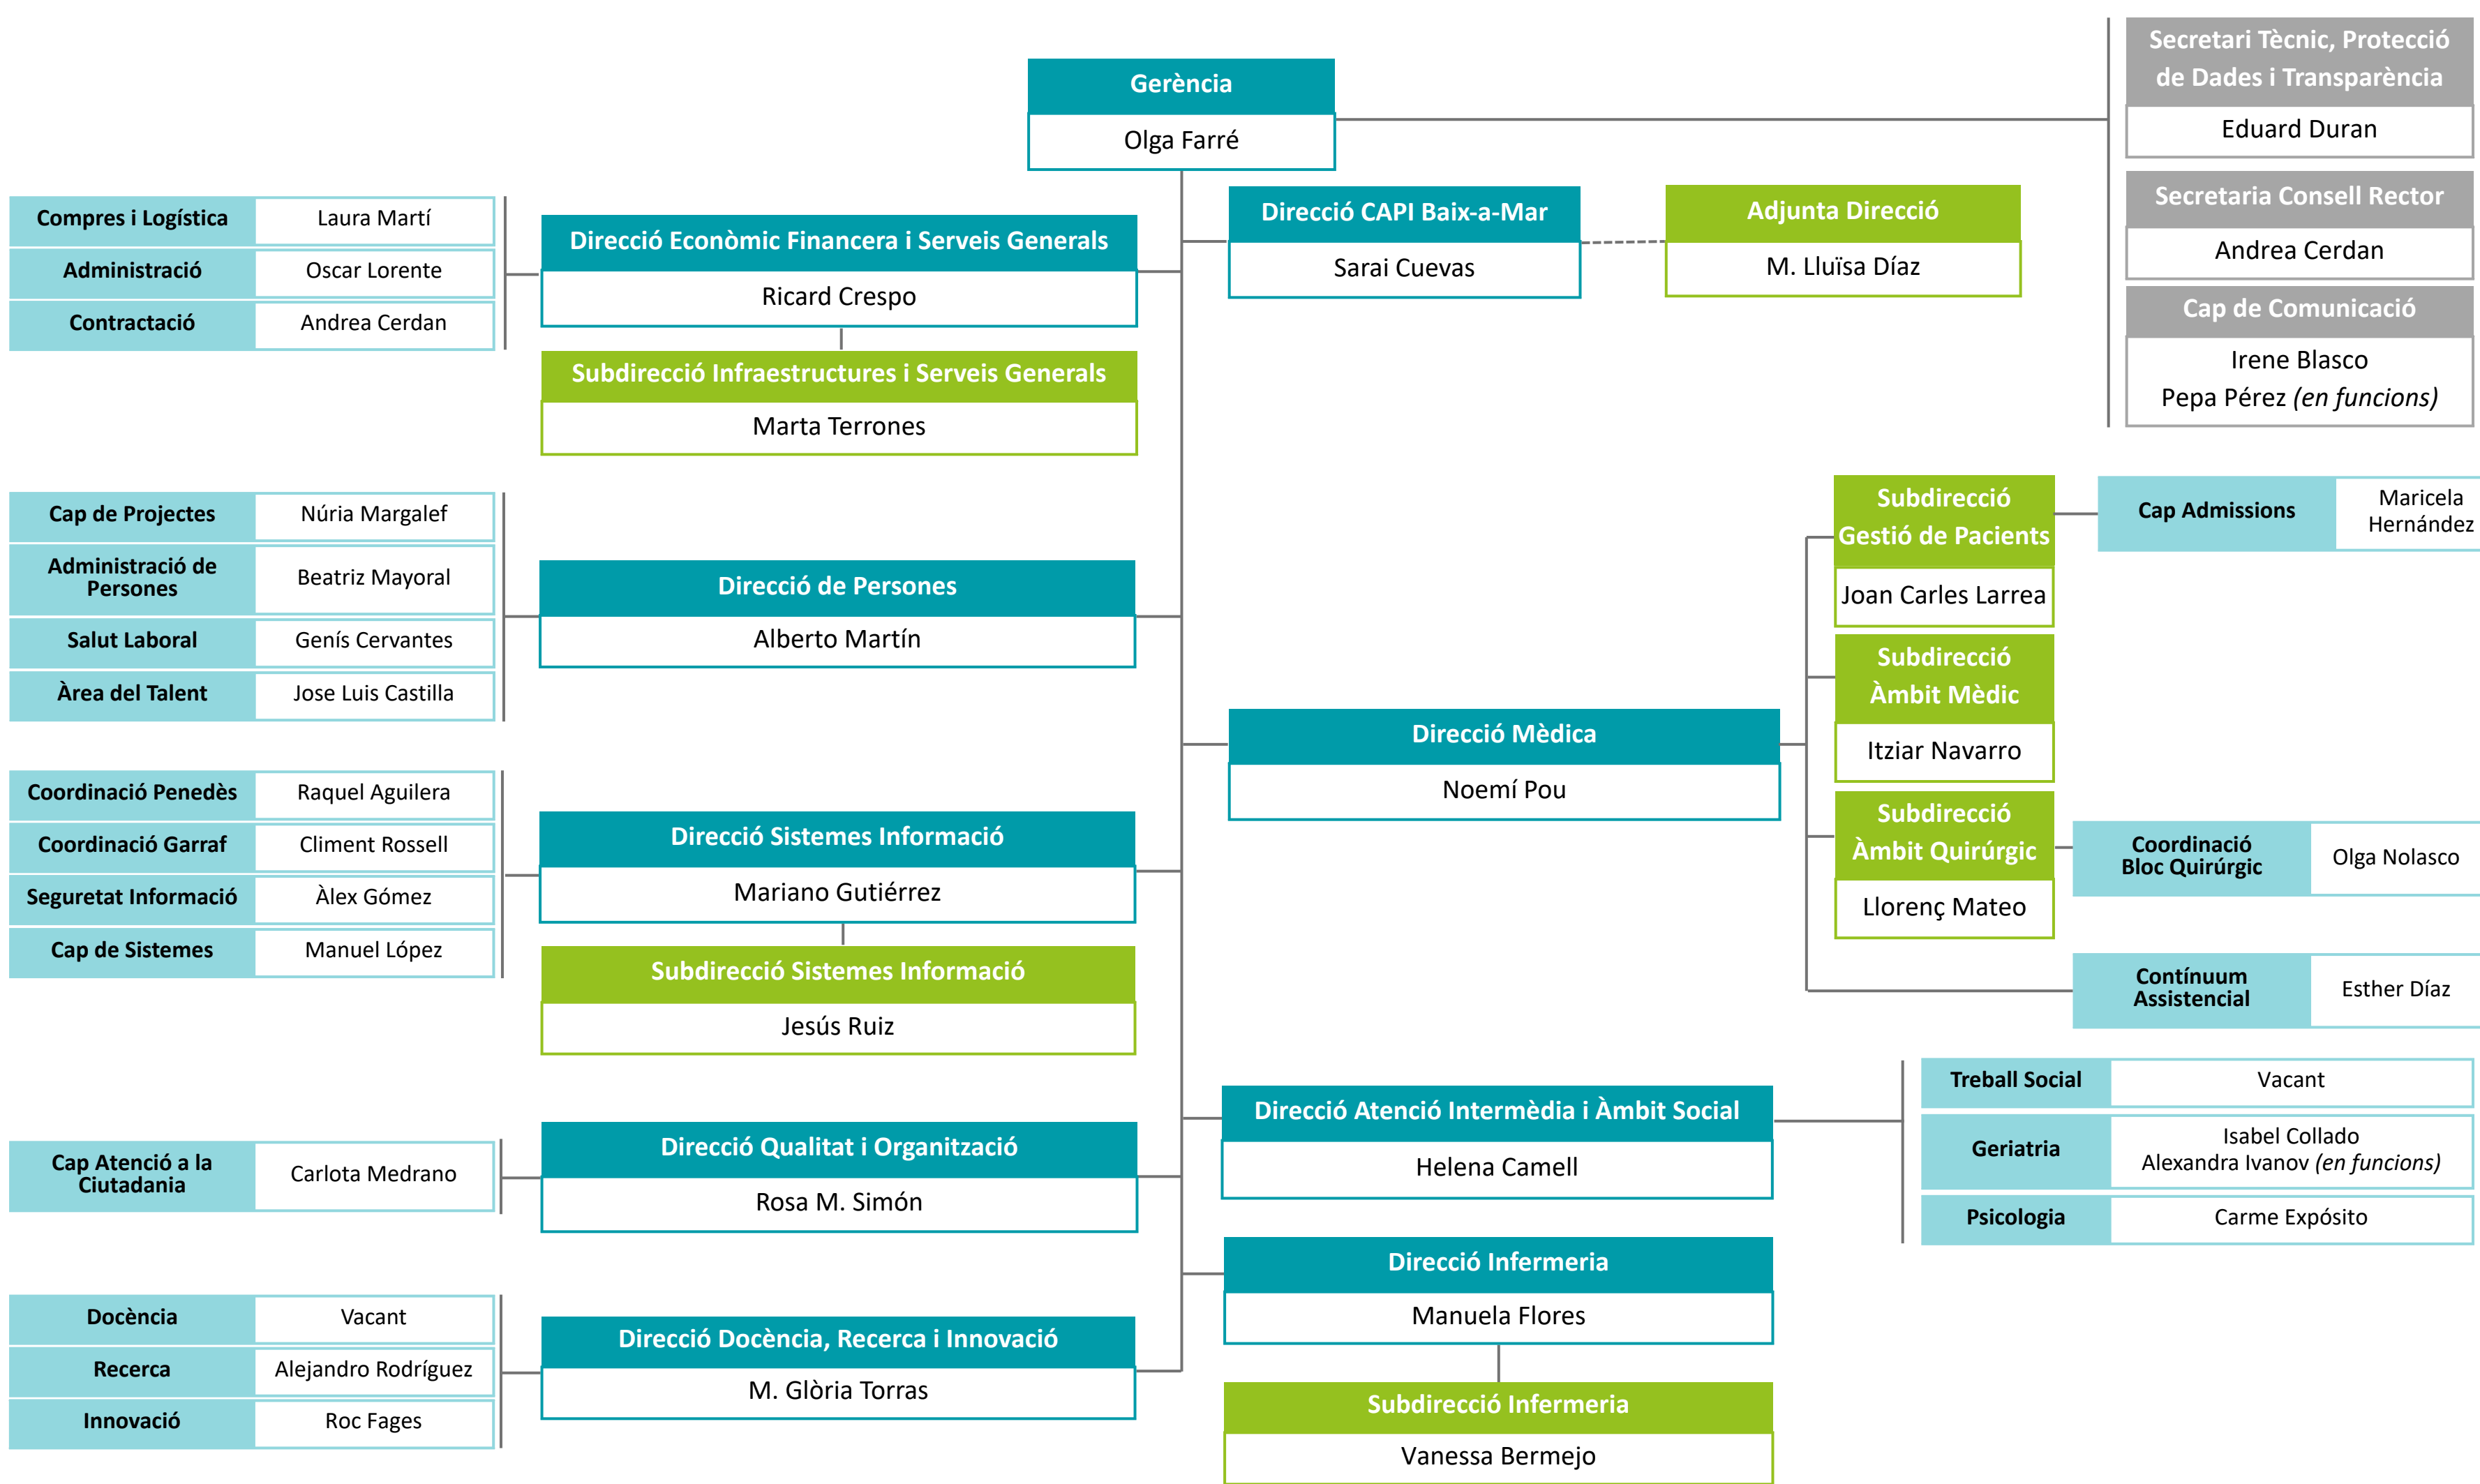 Gerència
Olga Farré
Secretari Tècnic, Protecció
de Dades i Transparència
Eduard Duran
Secretaria Consell Rector
Andrea Cerdan
Cap de Comunicació
Irene Blasco
Pepa Pérez (en funcions)
Direcció CAPI Baix-a-Mar
Sarai Cuevas
Adjunta Direcció
M. Lluïsa Díaz
Compres i Logística
Laura Martí
Administració
Oscar Lorente
Contractació
Andrea Cerdan
Direcció Econòmic Financera i Serveis Generals
Ricard Crespo
Subdirecció Infraestructures i Serveis Generals
Marta Terrones
Cap de Projectes
Núria Margalef
Administració de
Persones
Beatriz Mayoral
Salut Laboral
Genís Cervantes
Àrea del Talent
Jose Luis Castilla
Direcció de Persones
Alberto Martín
Direcció Mèdica
Noemí Pou
Subdirecció
Gestió de Pacients
Joan Carles Larrea
Cap Admissions
Maricela
Hernández
Subdirecció
Àmbit Mèdic
Itziar Navarro
Subdirecció
Àmbit Quirúrgic
Llorenç Mateo
Coordinació
Bloc Quirúrgic
Olga Nolasco
Contínuum
Assistencial
Esther Díaz
Coordinació Penedès
Raquel Aguilera
Coordinació Garraf
Climent Rossell
Seguretat Informació
Àlex Gómez
Cap de Sistemes
Manuel López
Direcció Sistemes Informació
Mariano Gutiérrez
Subdirecció Sistemes Informació
Jesús Ruiz
Direcció Atenció Intermèdia i Àmbit Social
Helena Camell
Treball Social
Vacant
Geriatria
Isabel Collado
Alexandra Ivanov (en funcions)
Psicologia
Carme Expósito
Cap Atenció a la
Ciutadania
Carlota Medrano
Direcció Qualitat i Organització
Rosa M. Simón
Direcció Infermeria
Manuela Flores
Subdirecció Infermeria
Vanessa Bermejo
Docència
Vacant
Recerca
Alejandro Rodríguez
Innovació
Roc Fages
Direcció Docència, Recerca i Innovació
M. Glòria Torras